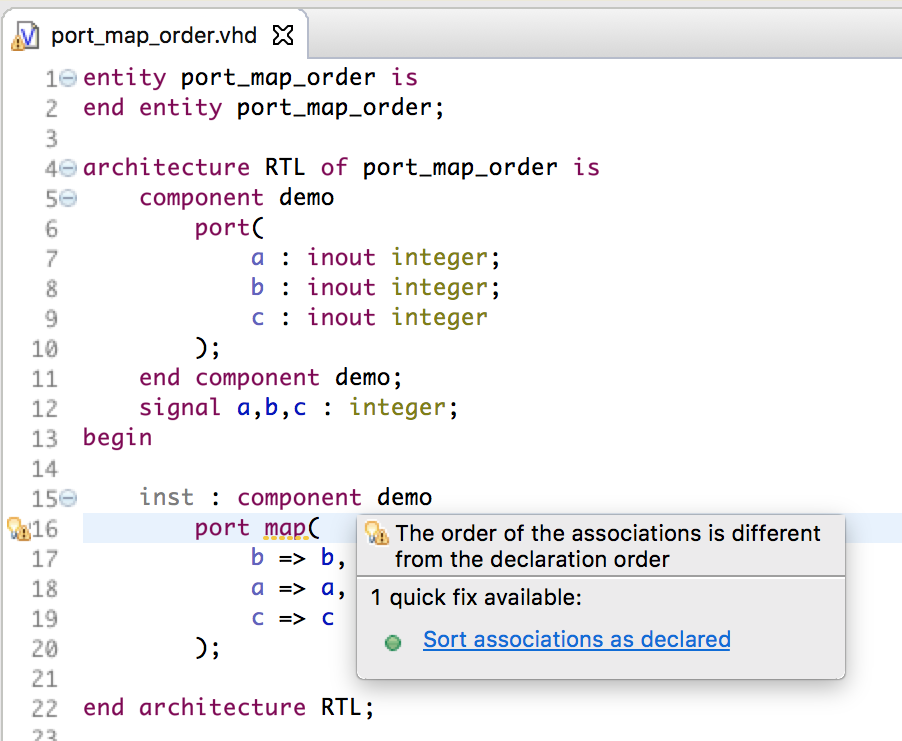 port_map_order.vhd
1 entity port_map_order is
2 end entity port_map_order;
3
4 architecture RTL of port_map_order is
5 component demo
6 port(
7 a : inout integer;
8 b : inout integer;
9 c : inout integer
10 );
11 end component demo;
12 signal a,b,c : integer;
13 begin
14
15 inst : component demo
16 port map(
17 b => b,
18 a => a,
19 c => c
20 );
21
22 end architecture RTL;
23
The order of the associations is different
from the declaration order
1 quick fix available:
Sort associations as declared